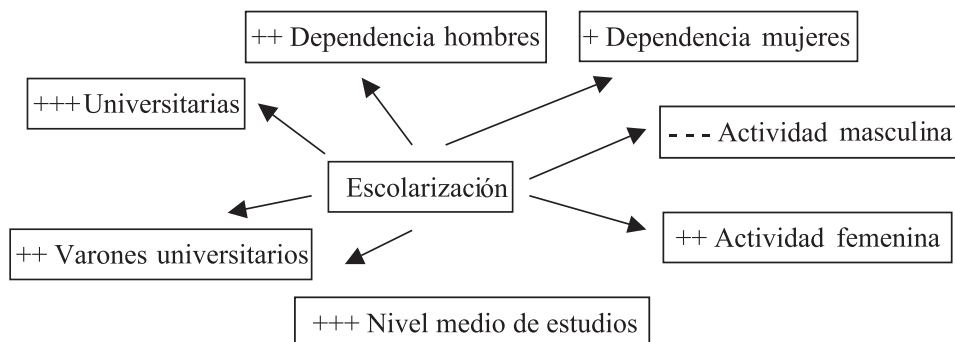 ++ Dependencia hombres
+ Dependencia mujeres
+++ Universitarias
--- Actividad masculina
Escolarización
++ Varones universitarios
++ Actividad femenina
+++ Nivel medio de estudios